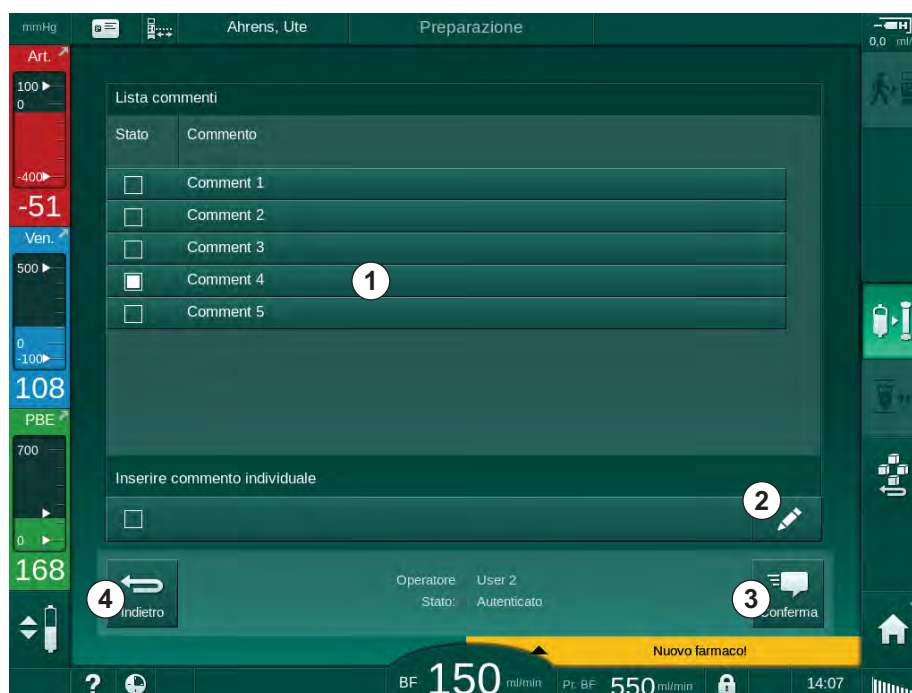 mmHg Ahrens, Ute Preparazione
0,0 ml/
Art.
100
0
-400
-51
Ven.
500
0
-100
108
PBE
700
0
168
Lista commenti
Stato Commento
Comment 1
Comment 2
Comment 3
Comment 4 1
Comment 5
Inserire commento individuale
2
4 Indietro
Operatore User 2
Stato: Autenticato
3 Conferma
Nuovo farmaco!
? BF 150 ml/min Pr. BF 550 ml/min 14:07